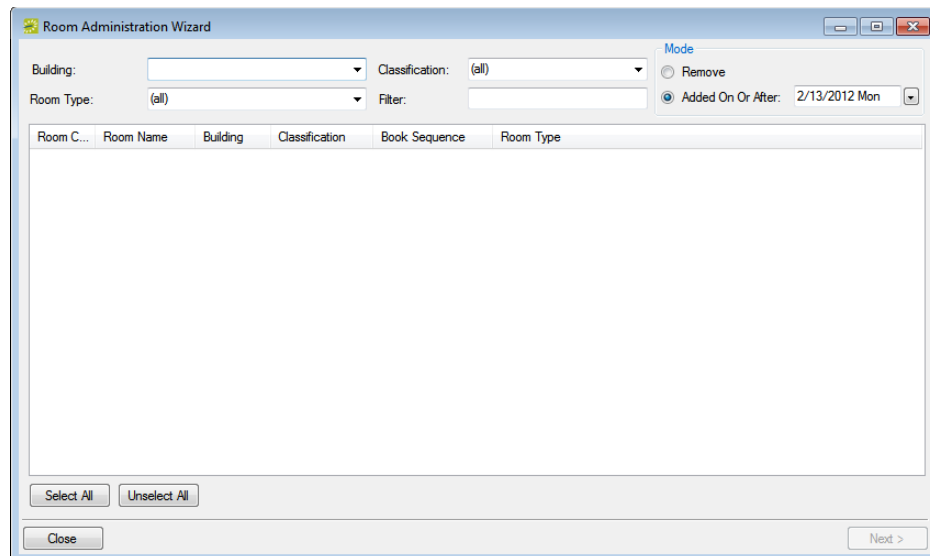 Room Administration Wizard
Mode
Building: Classification: (all) Remove
Room Type: (all) Filter: Added On Or After: 2/13/2012 Mon
Room C... Room Name Building Classification Book Sequence Room Type
Select All Unselect All
Close Next >